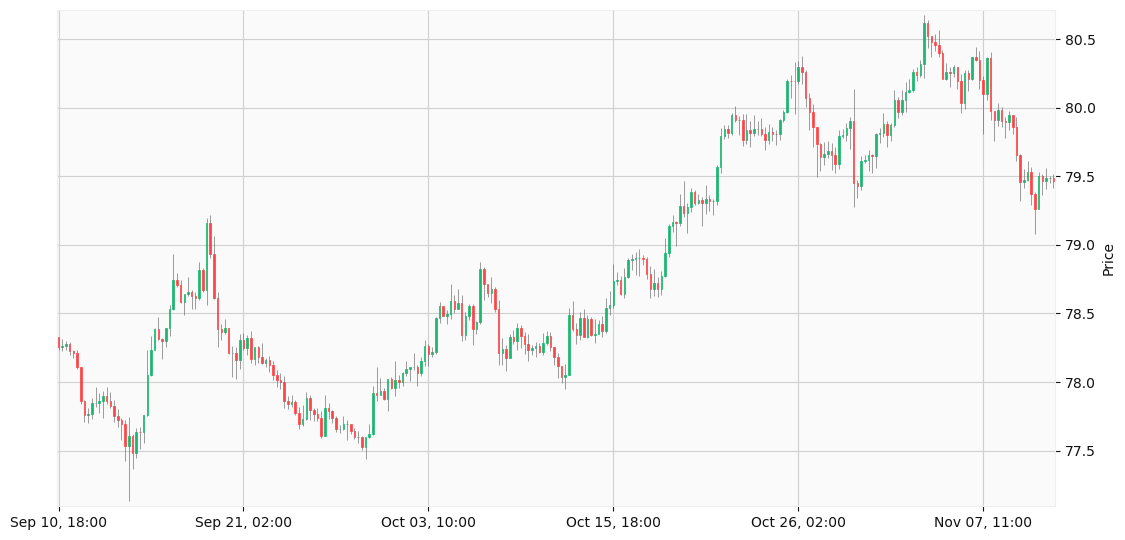 80.5
80.0
79.5
79.0
78.5
78.0
77.5
Price
Sep 10, 18:00
Sep 21, 02:00
Oct 03, 10:00
Oct 15, 18:00
Oct 26, 02:00
Nov 07, 11:00